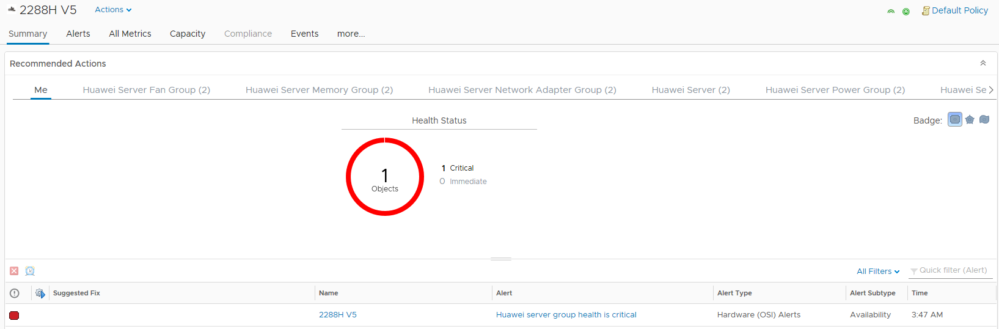 2288H V5 Actions Default Policy
Summary Alerts All Metrics Capacity Compliance Events more...
Recommended Actions
Me Huawei Server Fan Group (2) Huawei Server Memory Group (2) Huawei Server Network Adapter Group (2) Huawei Server (2) Huawei Server Power Group (2) Huawei Se
Health Status Badge:
1 Critical
1 0 Immediate
Objects
All Filters Quick filter (Alert)
Suggested Fix Name Alert Alert Type Alert Subtype Time
2288H V5 Huawei server group health is critical Hardware (OSI) Alerts Availability 3:47 AM